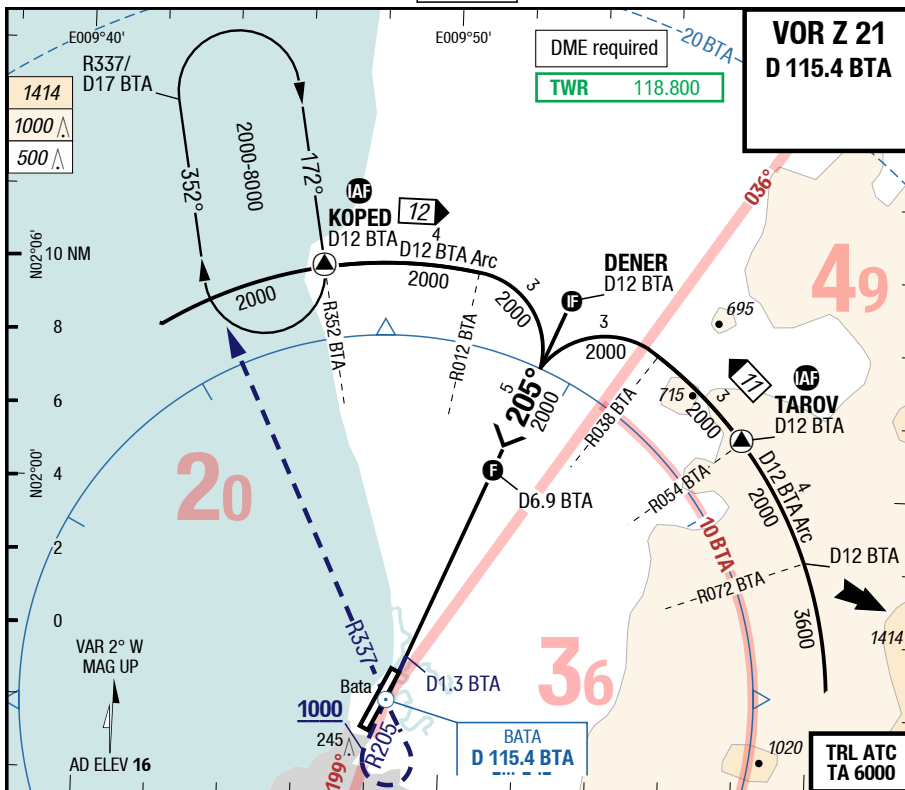 E009°40'
E009°50'
DME required
TWR 118.800
20 BTA
VOR Z 21
D 115.4 BTA
R337/
D17 BTA
1414
1000
500
352°
2000-8000
172°
036°
IAF
KOPED
D12 BTA
12
4
D12 BTA Arc
2000
2000
3
2000
DENER
D12 BTA
IF
3
2000
49
695
N02°06'
10 NM
8
6
4
2
0
N02°00'
R352 BTA
R012 BTA
5
205°
2000
R038 BTA
715
3
2000
11
IAF
TAROV
D12 BTA
R054 BTA
4
D12 BTA Arc
2000
F
D6.9 BTA
20
10 BTA
D12 BTA
R072 BTA
3600
1414
R337
VAR 2° W
MAG UP
AD ELEV 16
Bata
D1.3 BTA
36
1000
245
R205
199°
BATA
D 115.4 BTA
1020
TRL ATC
TA 6000